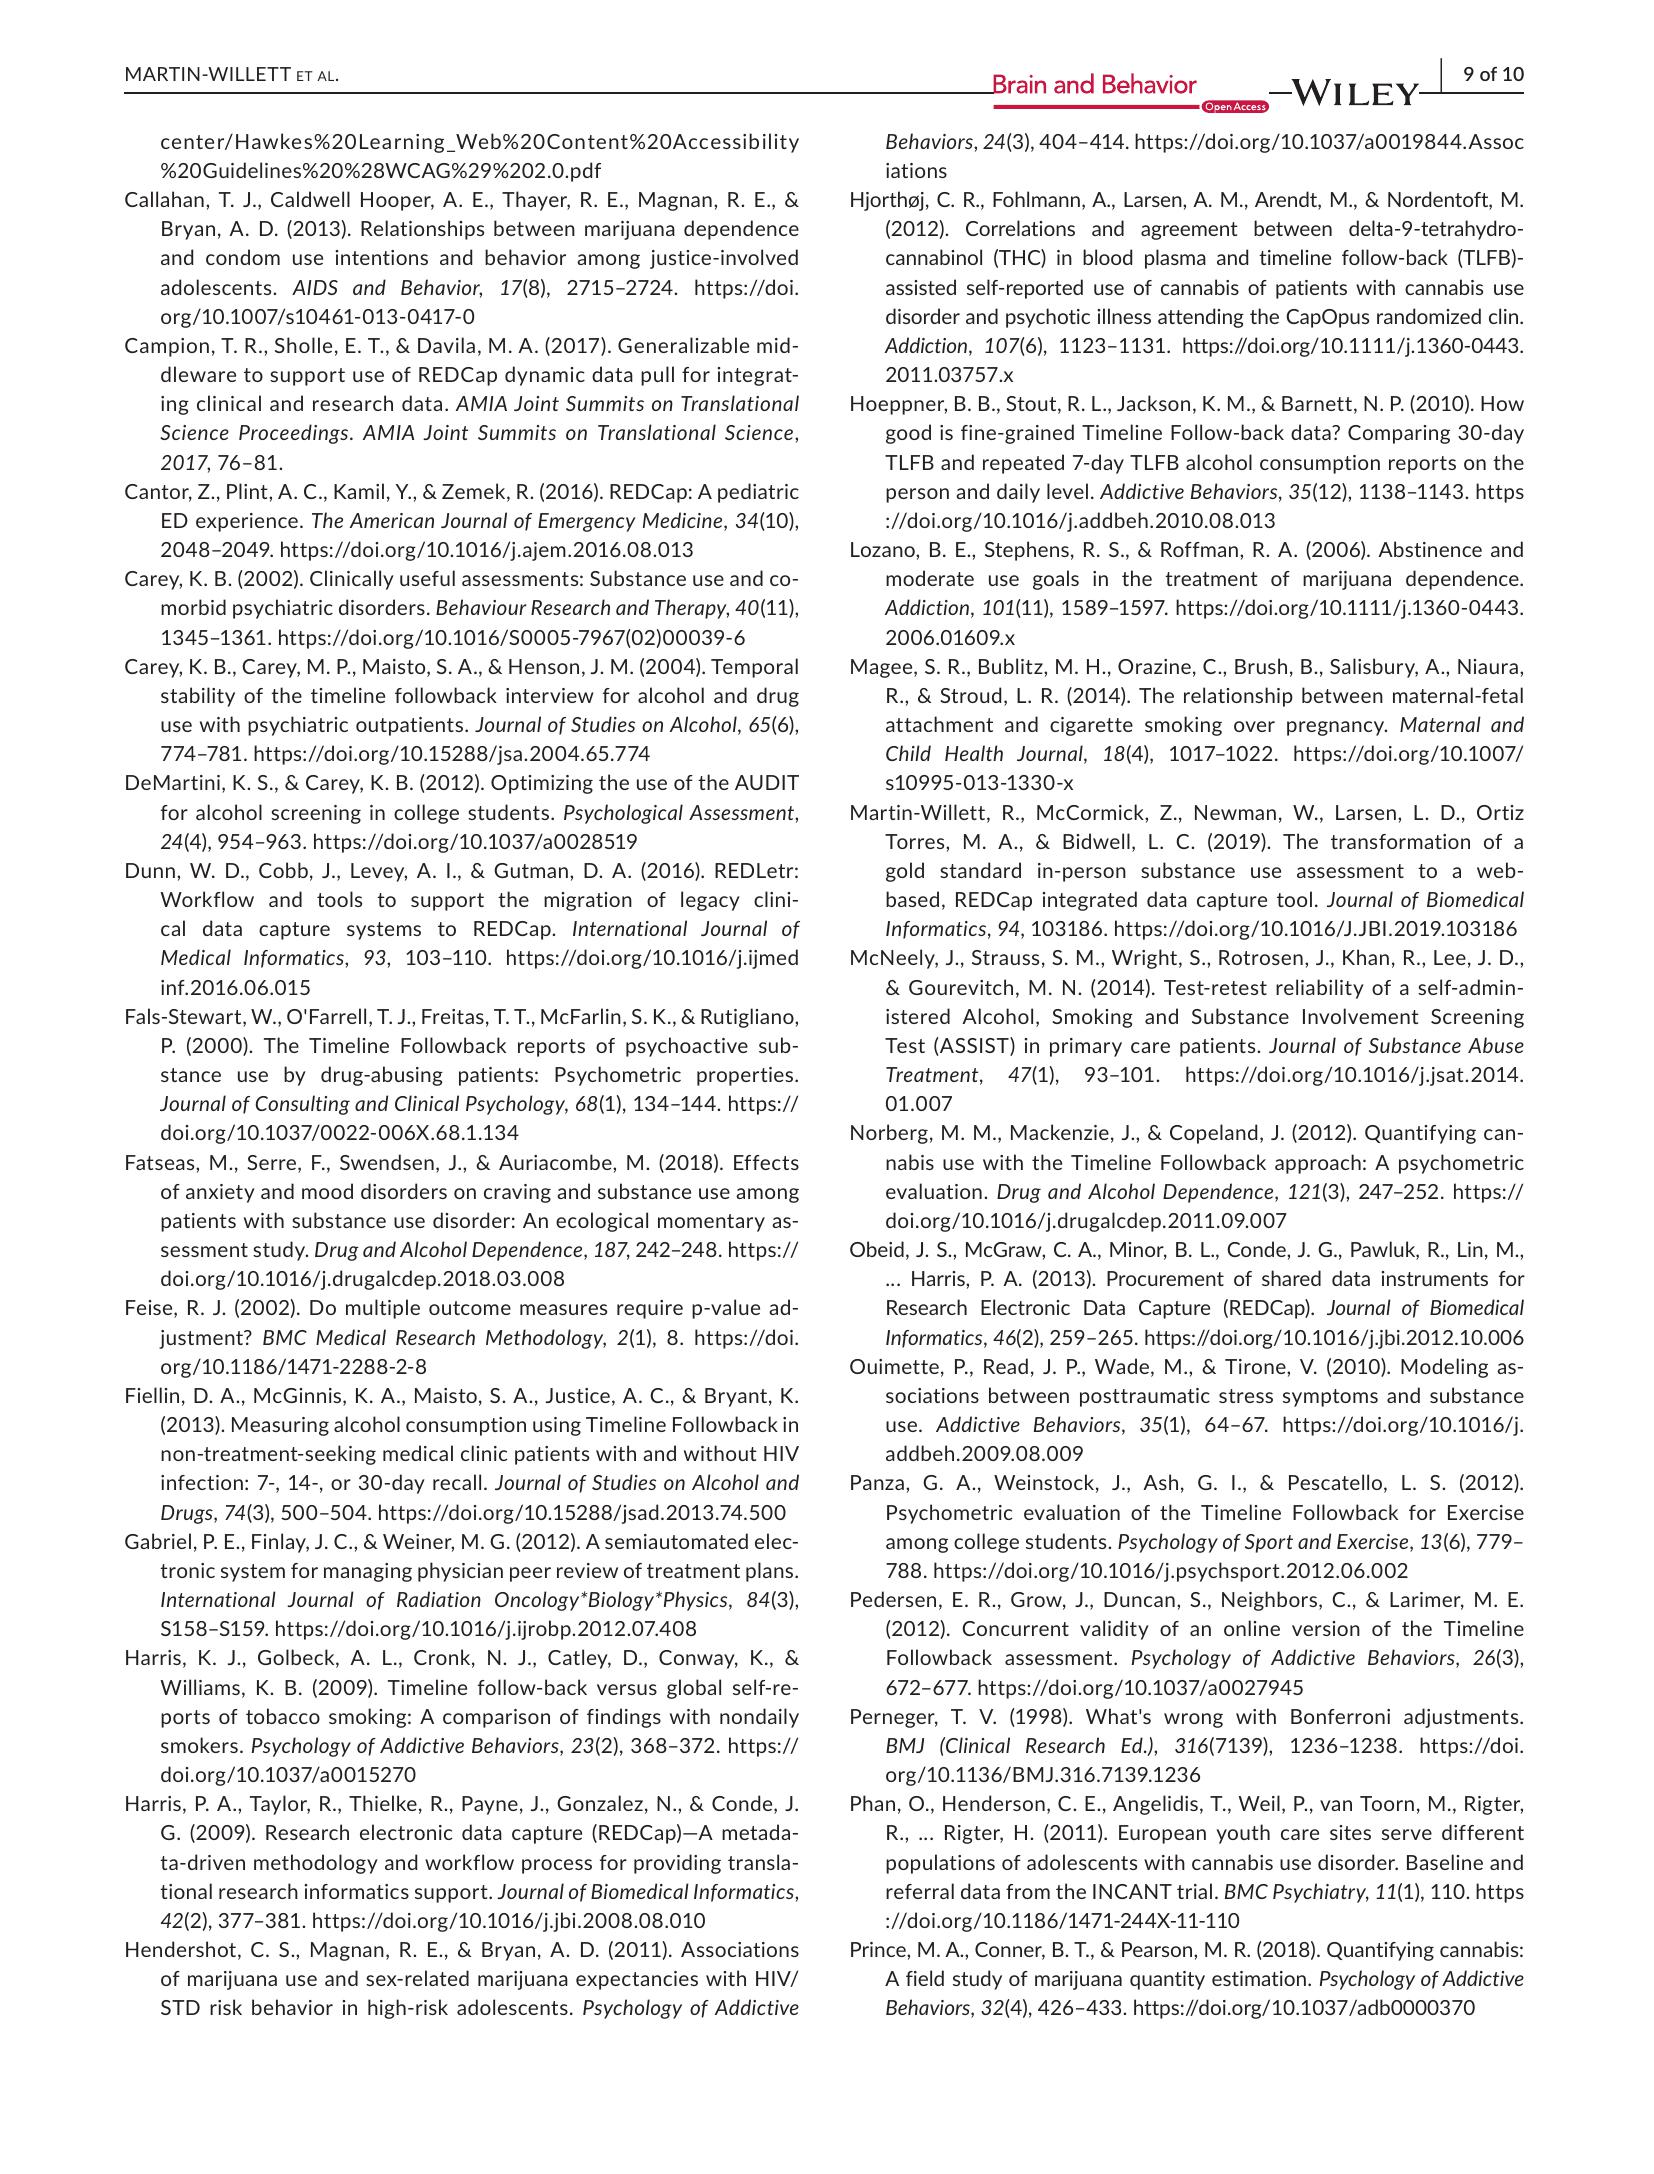 MARTIN-WILLETT ET AL.
Brain and Behavior
Open Access
WILEY
9 of 10
center/Hawkes%20Learning_Web%20Content%20Accessibility
%20Guidelines%20%28WCAG%29%202.0.pdf
Callahan, T. J., Caldwell Hooper, A. E., Thayer, R. E., Magnan, R. E., &
Bryan, A. D. (2013). Relationships between marijuana dependence
and condom use intentions and behavior among justice-involved
adolescents. AIDS and Behavior, 17(8), 2715–2724. https://doi.
org/10.1007/s10461-013-0417-0
Campion, T. R., Sholle, E. T., & Davila, M. A. (2017). Generalizable mid-
dleware to support use of REDCap dynamic data pull for integrat-
ing clinical and research data. AMIA Joint Summits on Translational
Science Proceedings. AMIA Joint Summits on Translational Science,
2017, 76–81.
Cantor, Z., Plint, A. C., Kamil, Y., & Zemek, R. (2016). REDCap: A pediatric
ED experience. The American Journal of Emergency Medicine, 34(10),
2048–2049. https://doi.org/10.1016/j.ajem.2016.08.013
Carey, K. B. (2002). Clinically useful assessments: Substance use and co-
morbid psychiatric disorders. Behaviour Research and Therapy, 40(11),
1345–1361. https://doi.org/10.1016/S0005-7967(02)00039-6
Carey, K. B., Carey, M. P., Maisto, S. A., & Henson, J. M. (2004). Temporal
stability of the timeline followback interview for alcohol and drug
use with psychiatric outpatients. Journal of Studies on Alcohol, 65(6),
774–781. https://doi.org/10.15288/jsa.2004.65.774
DeMartini, K. S., & Carey, K. B. (2012). Optimizing the use of the AUDIT
for alcohol screening in college students. Psychological Assessment,
24(4), 954–963. https://doi.org/10.1037/a0028519
Dunn, W. D., Cobb, J., Levey, A. I., & Gutman, D. A. (2016). REDLetr:
Workflow and tools to support the migration of legacy clini-
cal data capture systems to REDCap. International Journal of
Medical Informatics, 93, 103–110. https://doi.org/10.1016/j.ijmed
inf.2016.06.015
Fals-Stewart, W., O'Farrell, T. J., Freitas, T. T., McFarlin, S. K., & Rutigliano,
P. (2000). The Timeline Followback reports of psychoactive sub-
stance use by drug-abusing patients: Psychometric properties.
Journal of Consulting and Clinical Psychology, 68(1), 134–144. https://
doi.org/10.1037/0022-006X.68.1.134
Fatseas, M., Serre, F., Swendsen, J., & Auriacombe, M. (2018). Effects
of anxiety and mood disorders on craving and substance use among
patients with substance use disorder: An ecological momentary as-
sessment study. Drug and Alcohol Dependence, 187, 242–248. https://
doi.org/10.1016/j.drugalcdep.2018.03.008
Feise, R. J. (2002). Do multiple outcome measures require p-value ad-
justment? BMC Medical Research Methodology, 2(1), 8. https://doi.
org/10.1186/1471-2288-2-8
Fiellin, D. A., McGinnis, K. A., Maisto, S. A., Justice, A. C., & Bryant, K.
(2013). Measuring alcohol consumption using Timeline Followback in
non-treatment-seeking medical clinic patients with and without HIV
infection: 7-, 14-, or 30-day recall. Journal of Studies on Alcohol and
Drugs, 74(3), 500–504. https://doi.org/10.15288/jsad.2013.74.500
Gabriel, P. E., Finlay, J. C., & Weiner, M. G. (2012). A semiautomated elec-
tronic system for managing physician peer review of treatment plans.
International Journal of Radiation Oncology*Biology*Physics, 84(3),
S158–S159. https://doi.org/10.1016/j.ijrobp.2012.07.408
Harris, K. J., Golbeck, A. L., Cronk, N. J., Catley, D., Conway, K., &
Williams, K. B. (2009). Timeline follow-back versus global self-re-
ports of tobacco smoking: A comparison of findings with nondaily
smokers. Psychology of Addictive Behaviors, 23(2), 368–372. https://
doi.org/10.1037/a0015270
Harris, P. A., Taylor, R., Thielke, R., Payne, J., Gonzalez, N., & Conde, J.
G. (2009). Research electronic data capture (REDCap)—A metada-
ta-driven methodology and workflow process for providing transla-
tional research informatics support. Journal of Biomedical Informatics,
42(2), 377–381. https://doi.org/10.1016/j.jbi.2008.08.010
Hendershot, C. S., Magnan, R. E., & Bryan, A. D. (2011). Associations
of marijuana use and sex-related marijuana expectancies with HIV/
STD risk behavior in high-risk adolescents. Psychology of Addictive
Behaviors, 24(3), 404–414. https://doi.org/10.1037/a0019844.Assoc
iations
Hjorthøj, C. R., Fohlmann, A., Larsen, A. M., Arendt, M., & Nordentoft, M.
(2012). Correlations and agreement between delta-9-tetrahydro-
cannabinol (THC) in blood plasma and timeline follow-back (TLFB)-
assisted self-reported use of cannabis of patients with cannabis use
disorder and psychotic illness attending the CapOpus randomized clin.
Addiction, 107(6), 1123–1131. https://doi.org/10.1111/j.1360-0443.
2011.03757.x
Hoeppner, B. B., Stout, R. L., Jackson, K. M., & Barnett, N. P. (2010). How
good is fine-grained Timeline Follow-back data? Comparing 30-day
TLFB and repeated 7-day TLFB alcohol consumption reports on the
person and daily level. Addictive Behaviors, 35(12), 1138–1143. https
://doi.org/10.1016/j.addbeh.2010.08.013
Lozano, B. E., Stephens, R. S., & Roffman, R. A. (2006). Abstinence and
moderate use goals in the treatment of marijuana dependence.
Addiction, 101(11), 1589–1597. https://doi.org/10.1111/j.1360-0443.
2006.01609.x
Magee, S. R., Bublitz, M. H., Orazine, C., Brush, B., Salisbury, A., Niaura,
R., & Stroud, L. R. (2014). The relationship between maternal-fetal
attachment and cigarette smoking over pregnancy. Maternal and
Child Health Journal, 18(4), 1017–1022. https://doi.org/10.1007/
s10995-013-1330-x
Martin-Willett, R., McCormick, Z., Newman, W., Larsen, L. D., Ortiz
Torres, M. A., & Bidwell, L. C. (2019). The transformation of a
gold standard in-person substance use assessment to a web-
based, REDCap integrated data capture tool. Journal of Biomedical
Informatics, 94, 103186. https://doi.org/10.1016/J.JBI.2019.103186
McNeely, J., Strauss, S. M., Wright, S., Rotrosen, J., Khan, R., Lee, J. D.,
& Gourevitch, M. N. (2014). Test-retest reliability of a self-admin-
istered Alcohol, Smoking and Substance Involvement Screening
Test (ASSIST) in primary care patients. Journal of Substance Abuse
Treatment, 47(1), 93–101. https://doi.org/10.1016/j.jsat.2014.
01.007
Norberg, M. M., Mackenzie, J., & Copeland, J. (2012). Quantifying can-
nabis use with the Timeline Followback approach: A psychometric
evaluation. Drug and Alcohol Dependence, 121(3), 247–252. https://
doi.org/10.1016/j.drugalcdep.2011.09.007
Obeid, J. S., McGraw, C. A., Minor, B. L., Conde, J. G., Pawluk, R., Lin, M.,
... Harris, P. A. (2013). Procurement of shared data instruments for
Research Electronic Data Capture (REDCap). Journal of Biomedical
Informatics, 46(2), 259–265. https://doi.org/10.1016/j.jbi.2012.10.006
Ouimette, P., Read, J. P., Wade, M., & Tirone, V. (2010). Modeling as-
sociations between posttraumatic stress symptoms and substance
use. Addictive Behaviors, 35(1), 64–67. https://doi.org/10.1016/j.
addbeh.2009.08.009
Panza, G. A., Weinstock, J., Ash, G. I., & Pescatello, L. S. (2012).
Psychometric evaluation of the Timeline Followback for Exercise
among college students. Psychology of Sport and Exercise, 13(6), 779–
788. https://doi.org/10.1016/j.psychsport.2012.06.002
Pedersen, E. R., Grow, J., Duncan, S., Neighbors, C., & Larimer, M. E.
(2012). Concurrent validity of an online version of the Timeline
Followback assessment. Psychology of Addictive Behaviors, 26(3),
672–677. https://doi.org/10.1037/a0027945
Perneger, T. V. (1998). What's wrong with Bonferroni adjustments.
BMJ (Clinical Research Ed.), 316(7139), 1236–1238. https://doi.
org/10.1136/BMJ.316.7139.1236
Phan, O., Henderson, C. E., Angelidis, T., Weil, P., van Toorn, M., Rigter,
R., ... Rigter, H. (2011). European youth care sites serve different
populations of adolescents with cannabis use disorder. Baseline and
referral data from the INCANT trial. BMC Psychiatry, 11(1), 110. https
://doi.org/10.1186/1471-244X-11-110
Prince, M. A., Conner, B. T., & Pearson, M. R. (2018). Quantifying cannabis:
A field study of marijuana quantity estimation. Psychology of Addictive
Behaviors, 32(4), 426–433. https://doi.org/10.1037/adb0000370